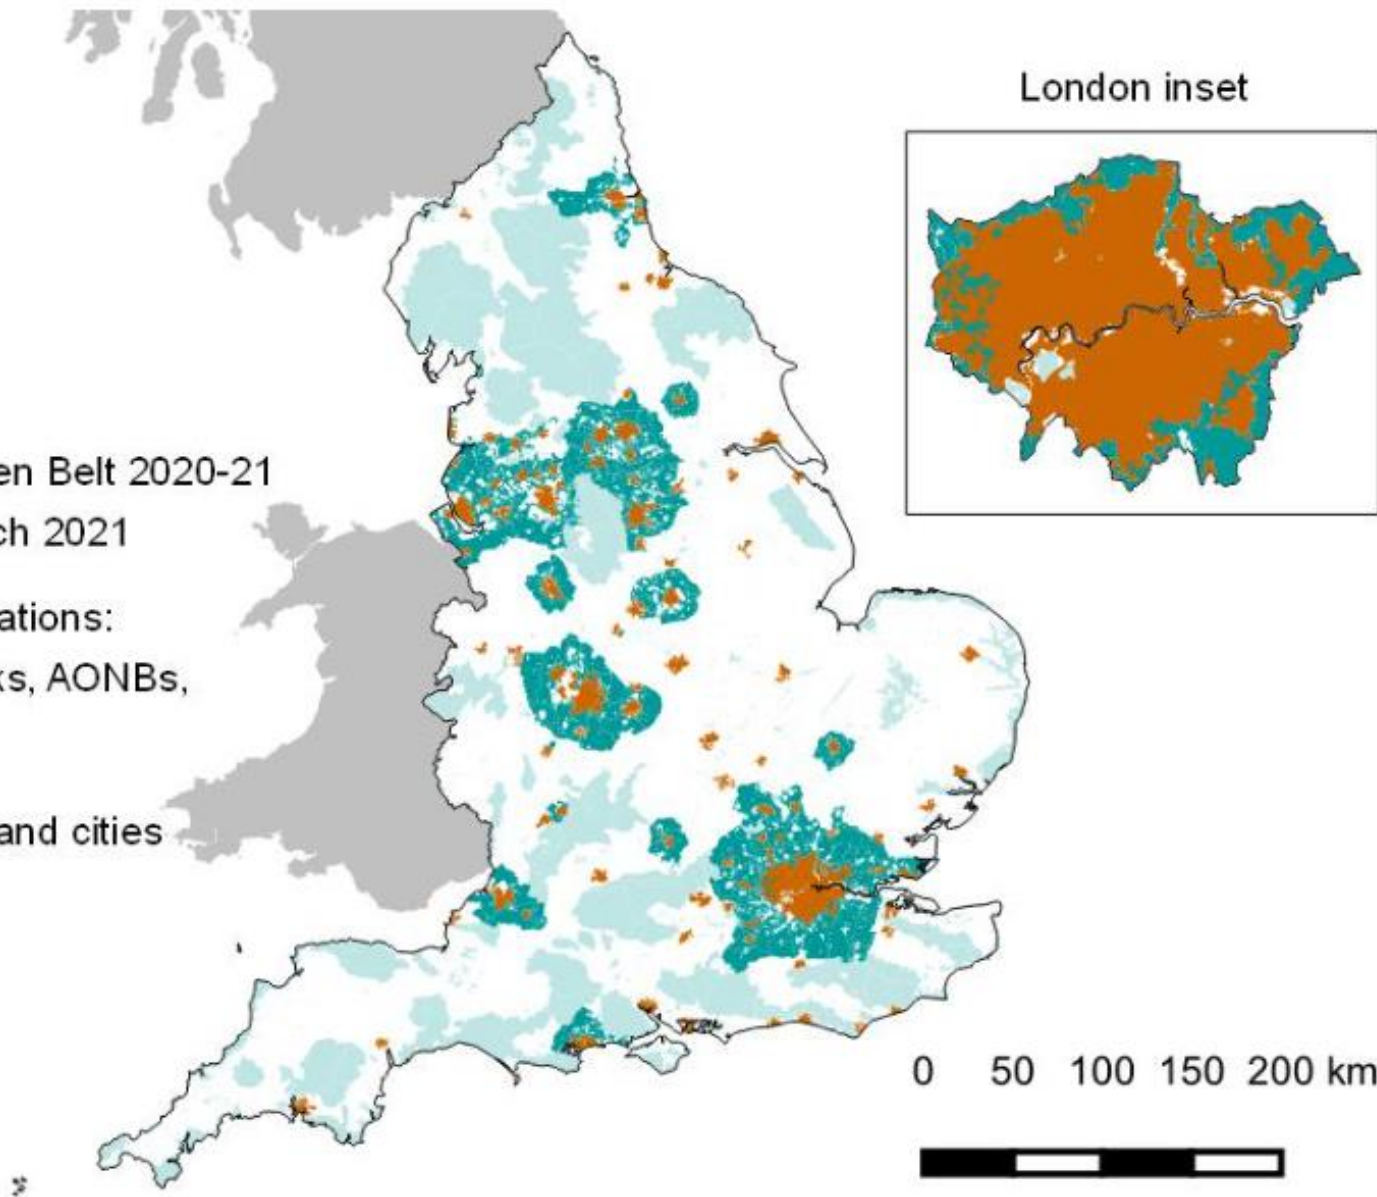 London inset
en Belt 2020-21
ch 2021
ations:
ks, AONBs,
and cities
0 50 100 150 200 km